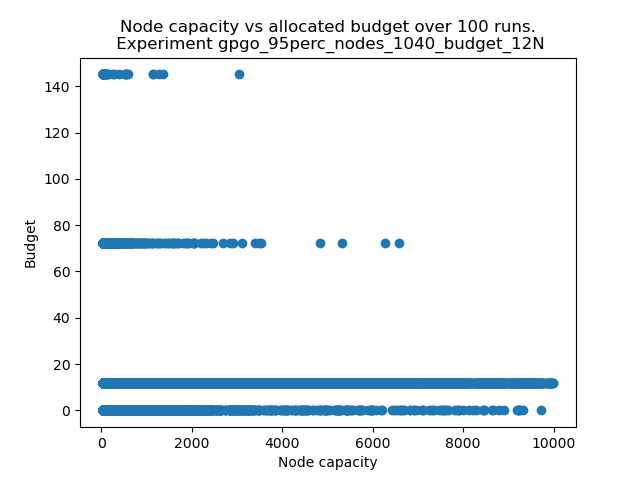 Node capacity vs allocated budget over 100 runs.
Experiment gpgo_95perc_nodes_1040_budget_12N
140
120
100
80
60
40
20
0
Budget
0 2000 4000 6000 8000 10000
Node capacity